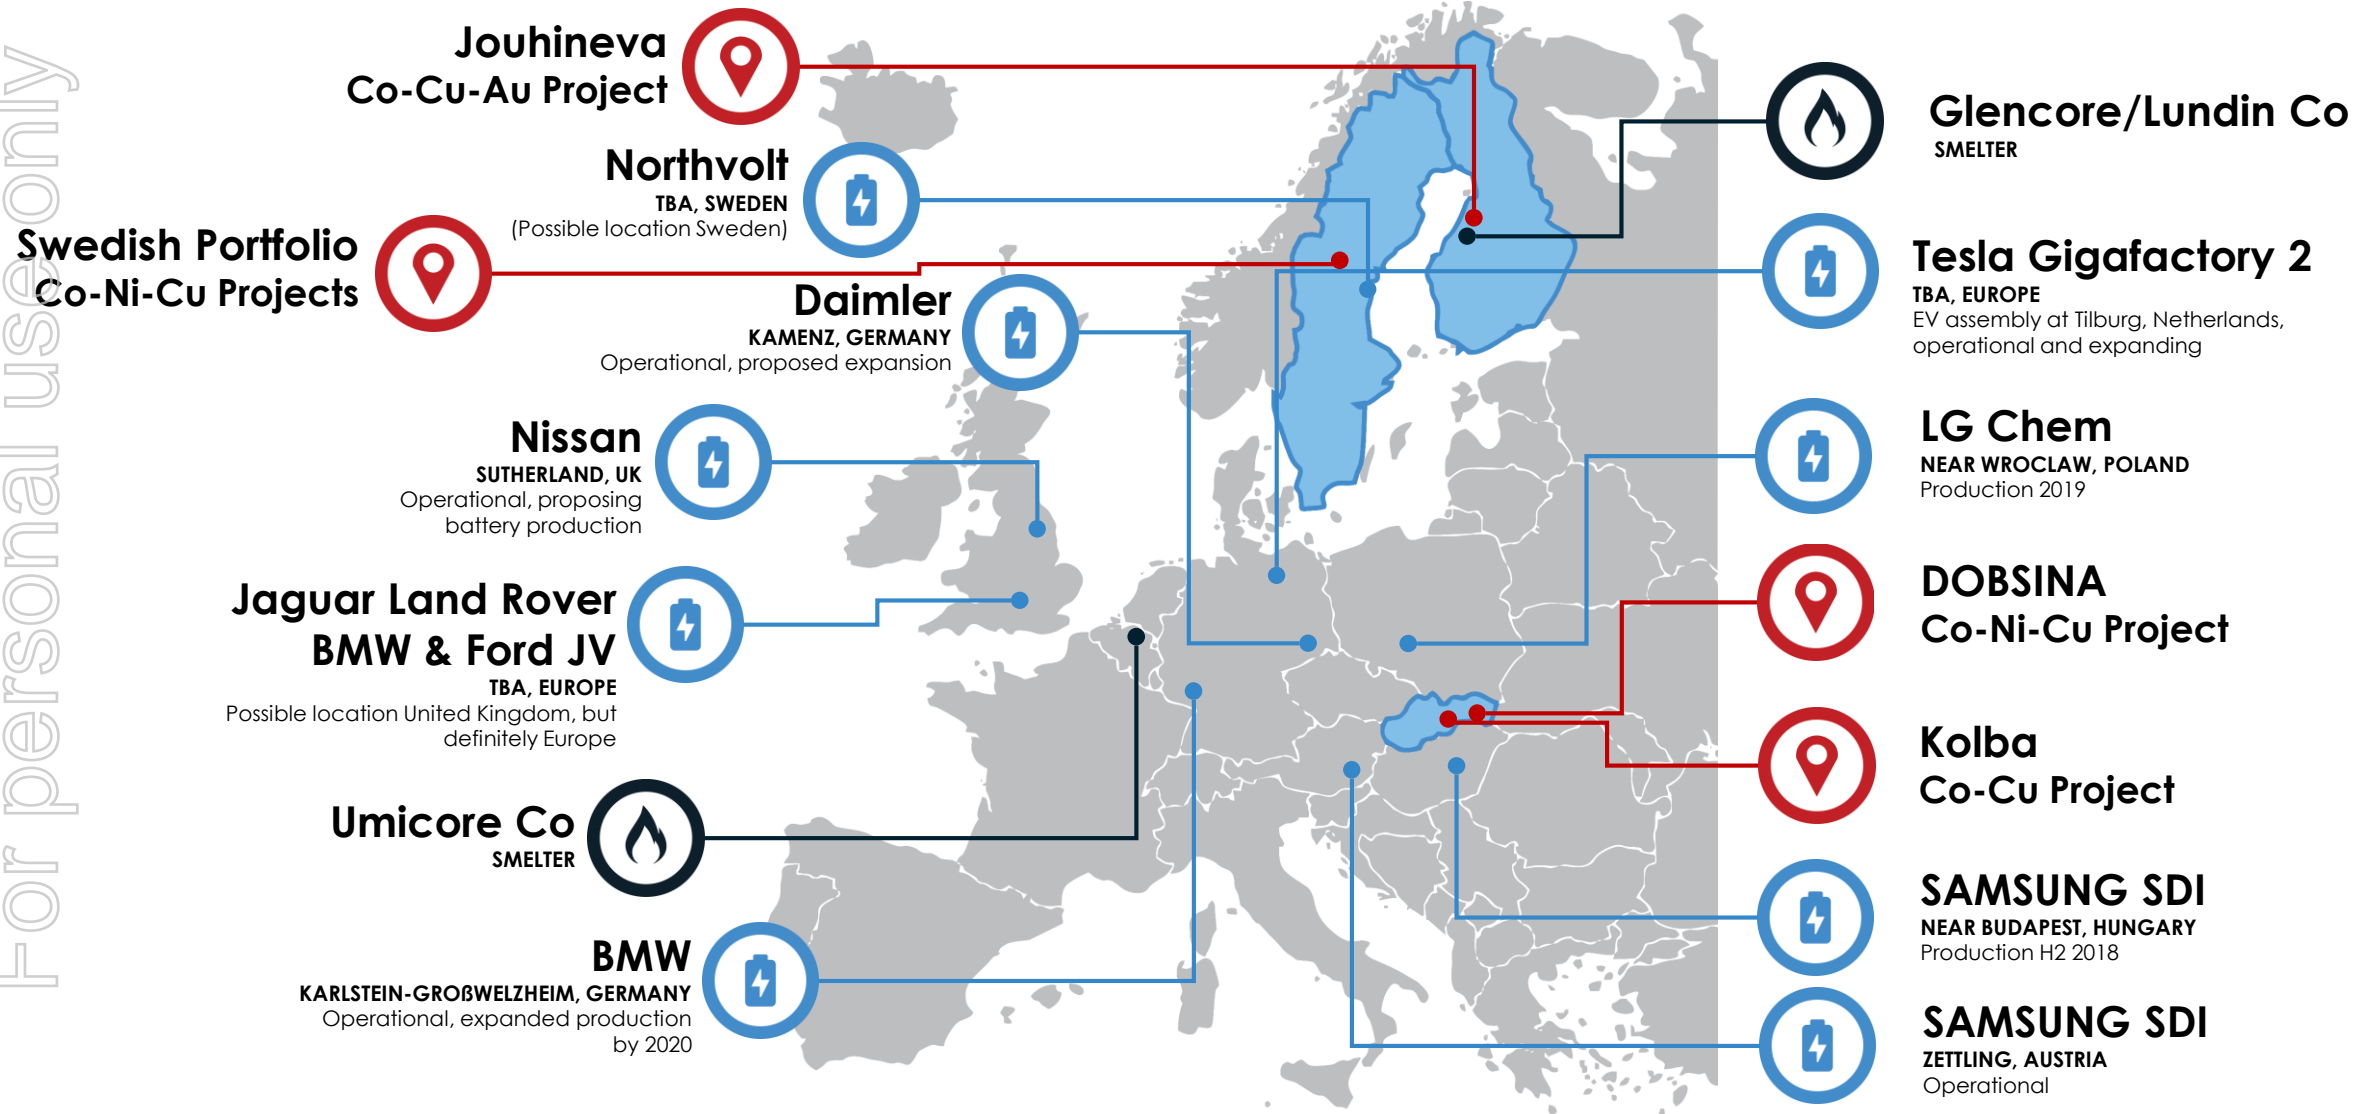 For personal use only
Jouhineva
Co-Cu-Au Project
Northvolt
TBA, SWEDEN
(Possible location Sweden)
Swedish Portfolio
Co-Ni-Cu Projects
Daimler
KAMENZ, GERMANY
Operational, proposed expansion
Nissan
SUTHERLAND, UK
Operational, proposing
battery production
Jaguar Land Rover
BMW & Ford JV
TBA, EUROPE
Possible location United Kingdom, but
definitely Europe
Umicore Co
SMELTER
BMW
KARLSTEIN-GROßWELZHEIM, GERMANY
Operational, expanded production
by 2020
Glencore/Lundin Co
SMELTER
Tesla Gigafactory 2
TBA, EUROPE
EV assembly at Tilburg, Netherlands,
operational and expanding
LG Chem
NEAR WROCLAW, POLAND
Production 2019
DOBSINA
Co-Ni-Cu Project
Kolba
Co-Cu Project
SAMSUNG SDI
NEAR BUDAPEST, HUNGARY
Production H2 2018
SAMSUNG SDI
ZETTLING, AUSTRIA
Operational